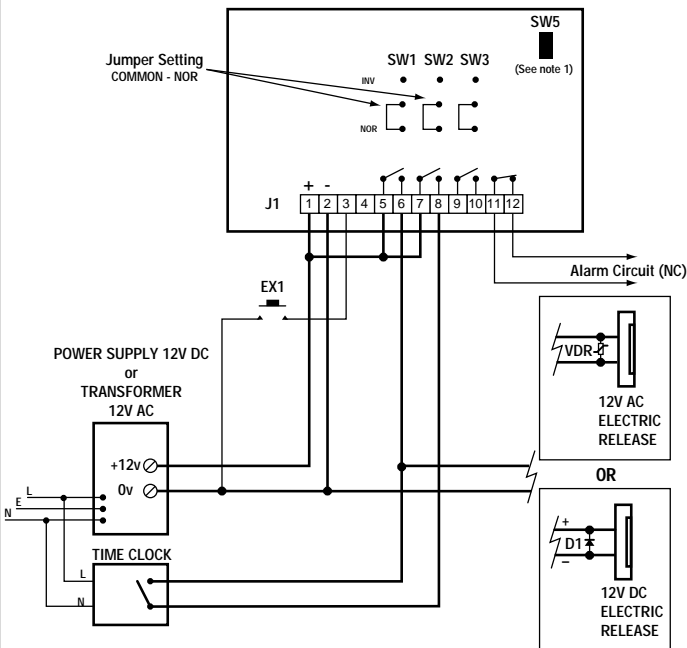 SW5
(See note 1)
SW1 SW2 SW3
Jumper Setting
COMMON - NOR
INV
NOR
+ -
J1 1 2 3 4 5 6 7 8 9 10 11 12
Alarm Circuit (NC)
EX1
POWER SUPPLY 12V DC
or
TRANSFORMER
12V AC
+12v
0v
L
E
N
TIME CLOCK
L
N
VDR
12V AC
ELECTRIC
RELEASE
OR
+
D1
–
12V DC
ELECTRIC
RELEASE